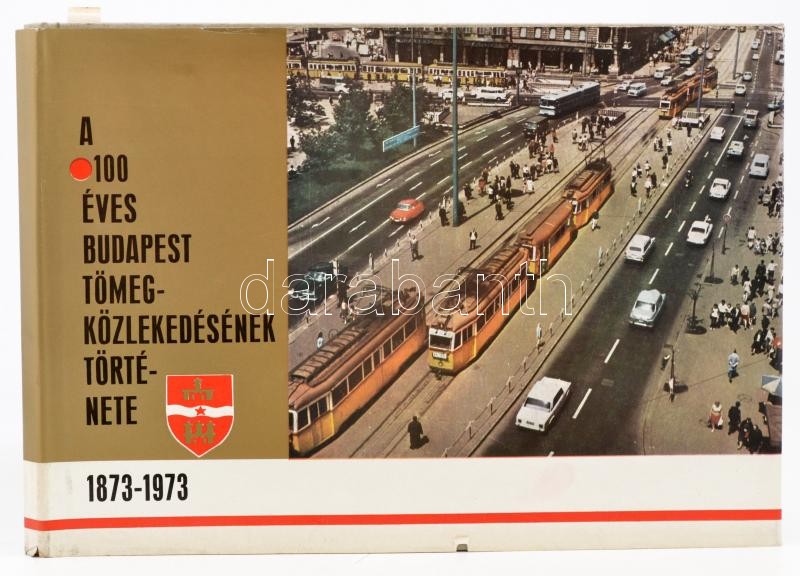 A
100
ÉVES
BUDAPEST
TÖMEG-
KÖZLEKEDÉSÉNEK
TÖRTÉ-
NETE
1873-1973
darabanth